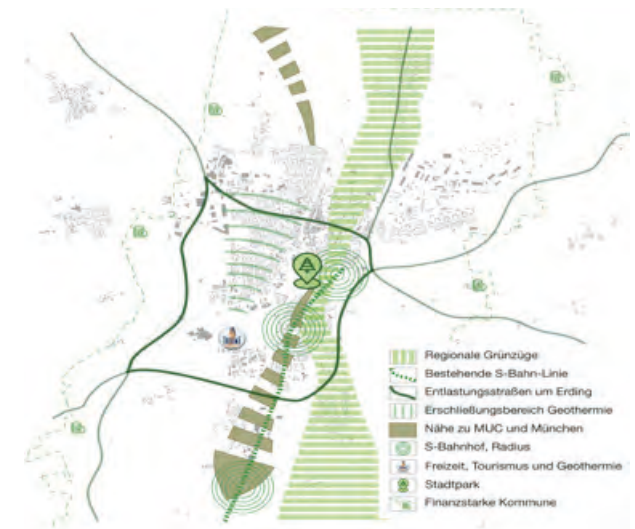 Regionale Grünzüge
Bestehende S-Bahn-Linie
Entlastungsstraßen um Erding
Erschließungsbereich Geothermie
Nähe zu MUC und München
S-Bahnhof, Radius
Freizeit, Tourismus und Geothermie
Stadtpark
Finanzstarke Kommune